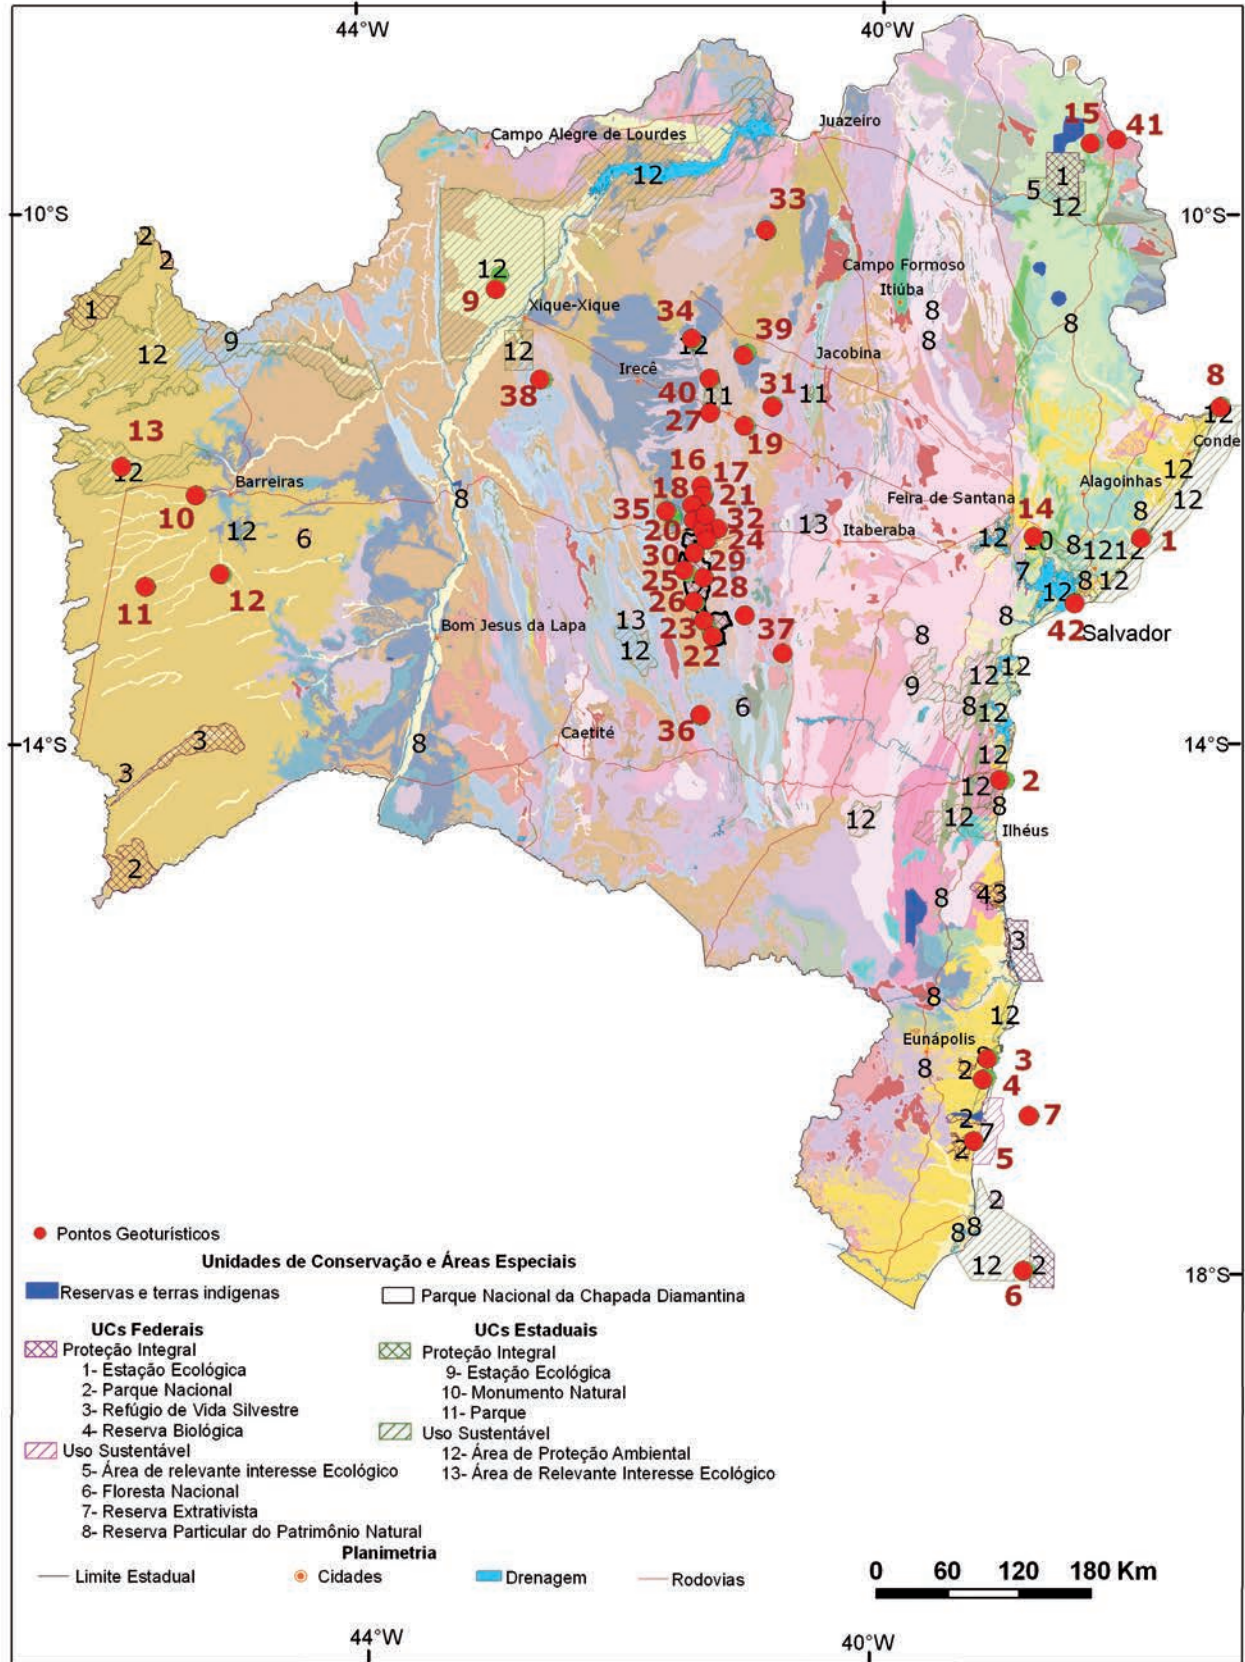 44°W 40°W
15 41
Juazeiro
Campo Alegre de Lourdes
12
1
5
12
33
10°S 10°S
2
2
Campo Formoso
12
Itiúba
9
1
8
Xique-Xique
34
8
9
39
12
12
12
8
Irecê
Jacobina
38
40
11
31
11
8
12
27
13
19
Conde
12
16
12
17
Barreiras
18
21
Feira de Santana
Alagoinhas
12
10
8
35
14
8
20
32
13
Itaberaba
12
6
12
10
8
12
12
1
30
24
29
7
25
8
12
11
12
28
12
26
8
13
23
37
8
42
Bom Jesus da Lapa
Salvador
12
22
12
12
9
6
8
12
36
3
Caetité
8
14°S 14°S
12
3
12
2
8
12
12
Ilhéus
2
8
43
3
8
12
Eunápolis
8
3
8
2
4
2
7
7
2
5
2
8
8
12
2
18°S
6
Pontos Geoturísticos
Unidades de Conservação e Áreas Especiais
Reservas e terras indígenas
Parque Nacional da Chapada Diamantina
UCs Federais
Proteção Integral
1- Estação Ecológica
2- Parque Nacional
3- Refúgio de Vida Silvestre
4- Reserva Biológica
Uso Sustentável
5- Área de relevante interesse Ecológico
6- Floresta Nacional
7- Reserva Extrativista
8- Reserva Particular do Patrimônio Natural
UCs Estaduais
Proteção Integral
9- Estação Ecológica
10- Monumento Natural
11- Parque
Uso Sustentável
12- Área de Proteção Ambiental
13- Área de Relevante Interesse Ecológico
Planimetria
Limite Estadual
Cidades
Drenagem
Rodovias
0 60 120 180 Km
44°W 40°W